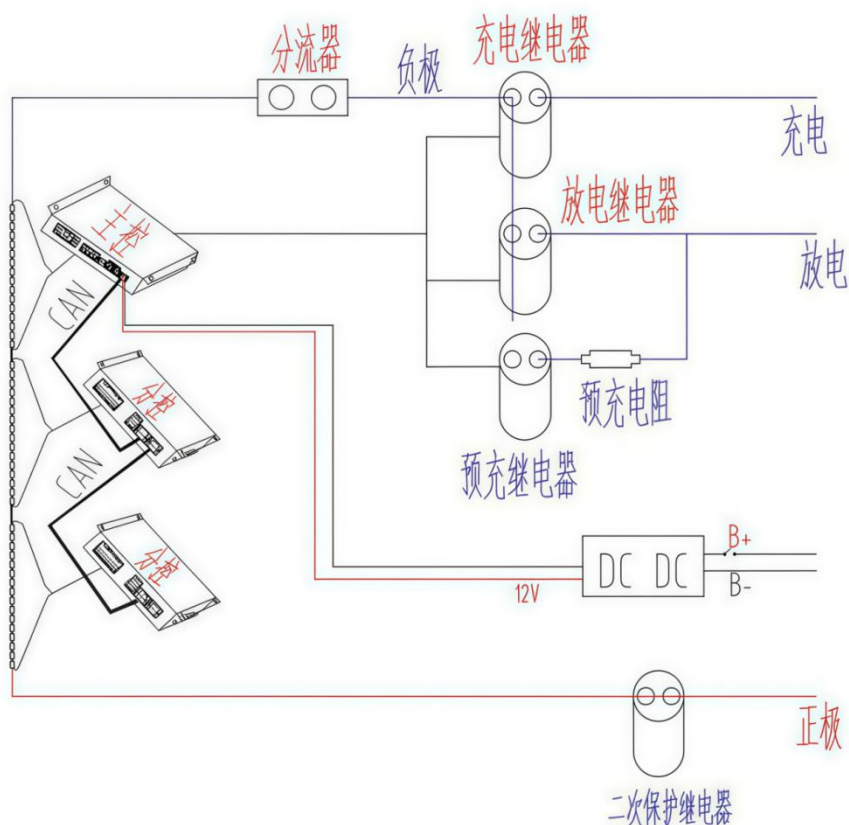 分流器
负极
充电继电器
充电
主控
放电继电器
放电
CAN
分控
预充电阻
CAN
预充继电器
分控
DC DC
B+
B-
12V
正极
二次保护继电器